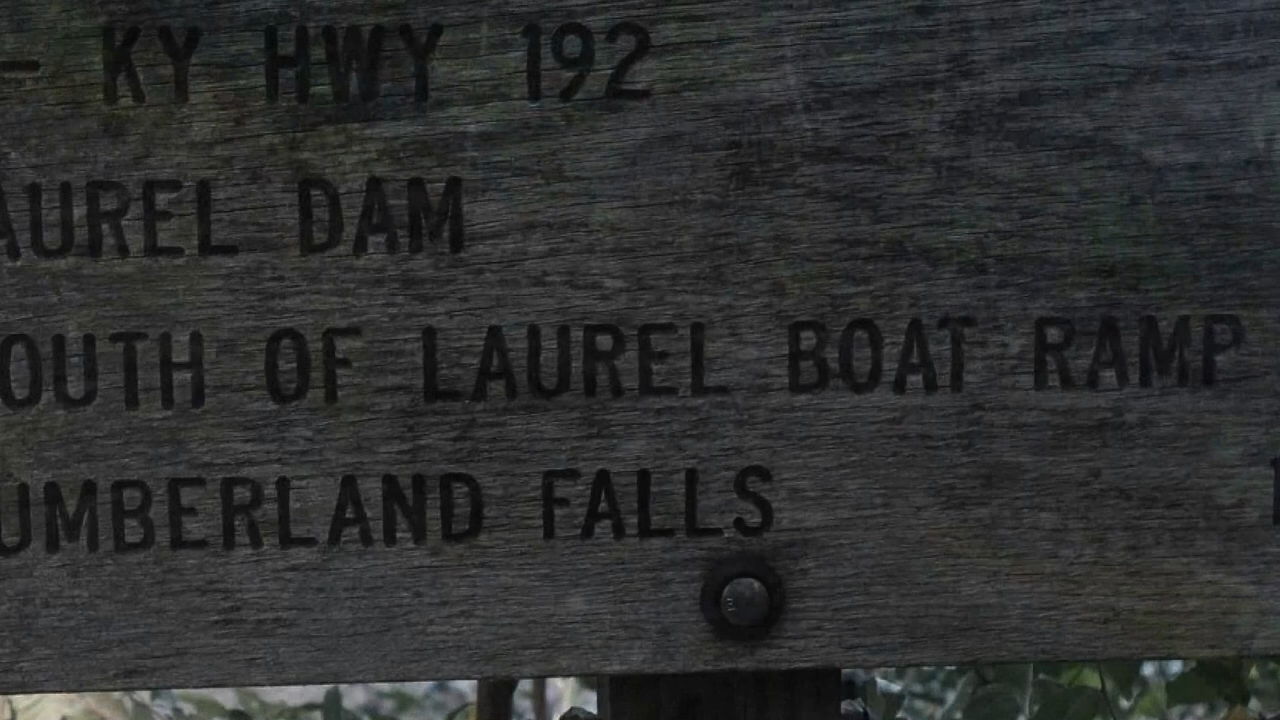 - KY HWY 192
AUREL DAM
OUTH OF LAUREL BOAT RAMP
UMBERLAND FALLS